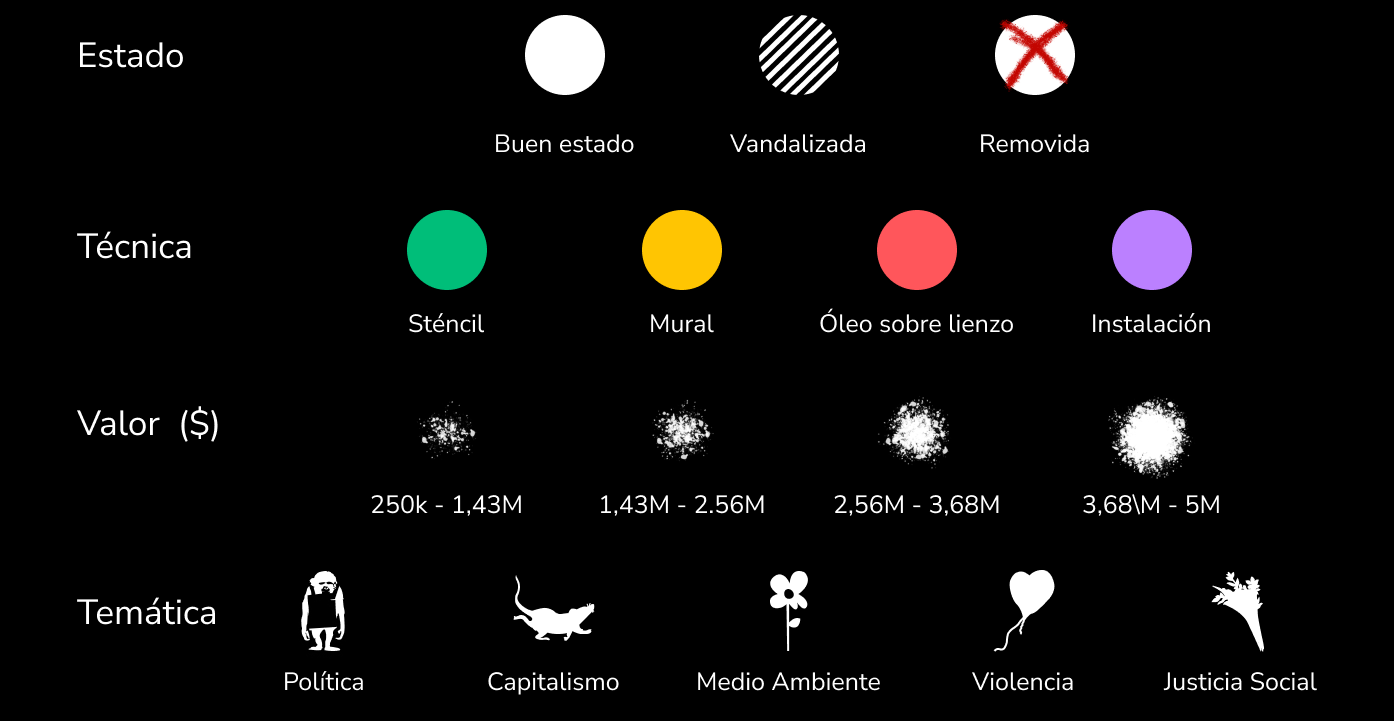 Estado
Buen estado
Vandalizada
Removida
Técnica
Sténcil
Mural
Óleo sobre lienzo
Instalación
Valor ($)
250k - 1,43M
1,43M - 2.56M
2,56M - 3,68M
3,68\M - 5M
Temática
Política
Capitalismo
Medio Ambiente
Violencia
Justicia Social